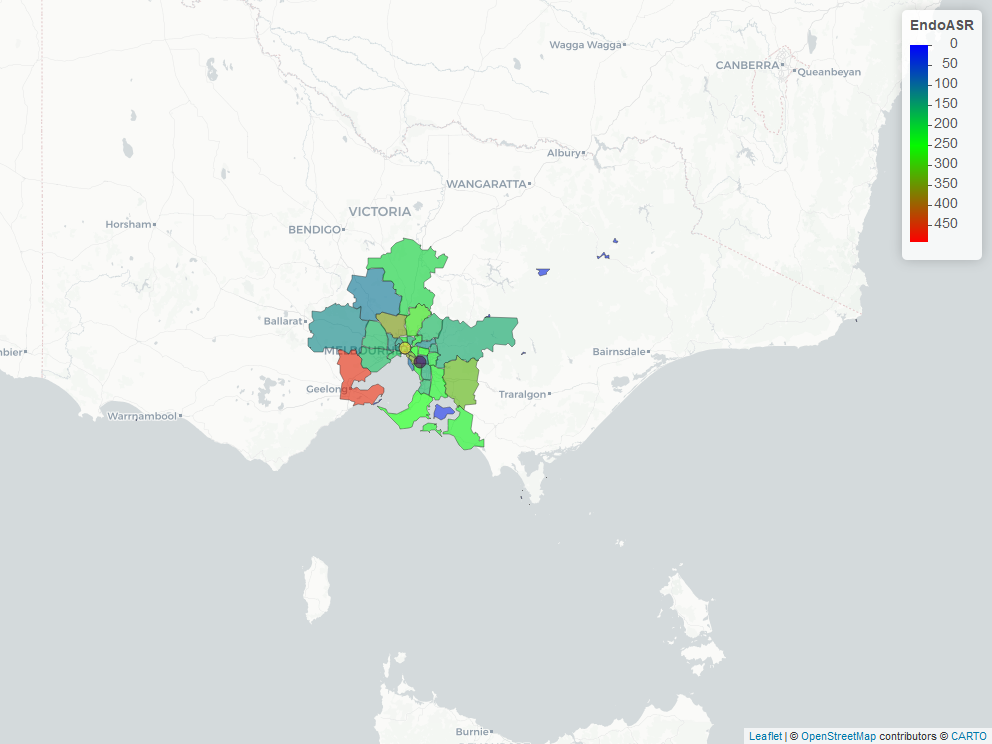 EndoASR
0
50
100
150
200
250
300
350
400
450
Wagga Wagga
CANBERRA
Queanbeyan
Albury
WANGARATTA
VICTORIA
Horsham
BENDIGO
Ballarat
MELBOURNE
nbier
Bairnsdale
Geelong
Traralgon
Warrnambool
Burnie
Leaflet | © OpenStreetMap contributors © CARTO